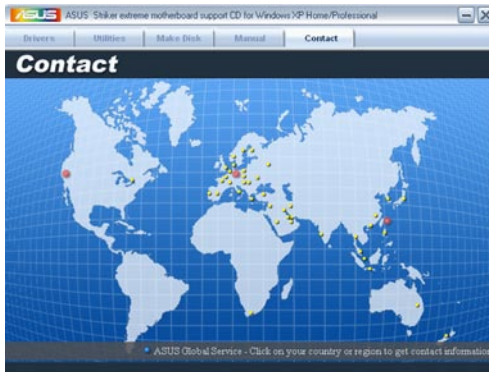 ASUS ASUS Striker extreme motherboard support CD for Windows XP Home/Professional
Drivers Utilities Make Disk Manual Contact
Contact
ASUS Global Service - Click on your country or region to get contact information